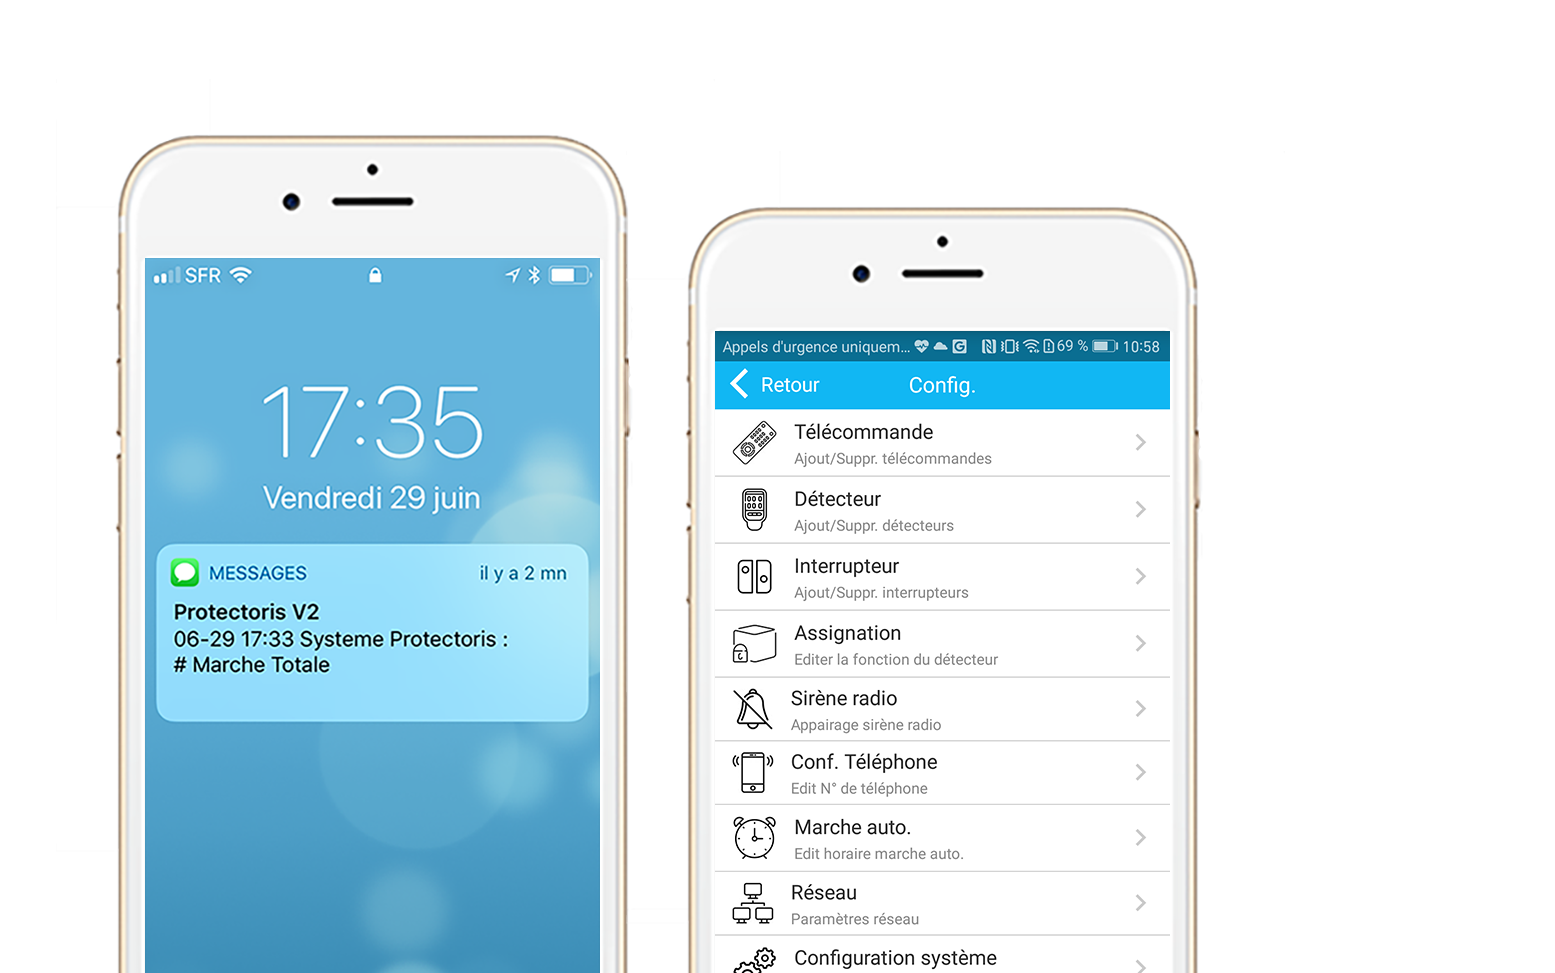 SFR
17:35
Vendredi 29 juin
MESSAGES
il y a 2 mn
Protectoris V2
06-29 17:33 Systeme Protectoris :
# Marche Totale
Appels d'urgence uniquem... 69 % 10:58
Retour
Config.
Télécommande
Ajout/Suppr. télécommandes
Détecteur
Ajout/Suppr. détecteurs
Interrupteur
Ajout/Suppr. interrupteurs
Assignation
Editer la fonction du détecteur
Sirène radio
Appairage sirène radio
Conf. Téléphone
Edit N° de téléphone
Marche auto.
Edit horaire marche auto.
Réseau
Paramètres réseau
Configuration système